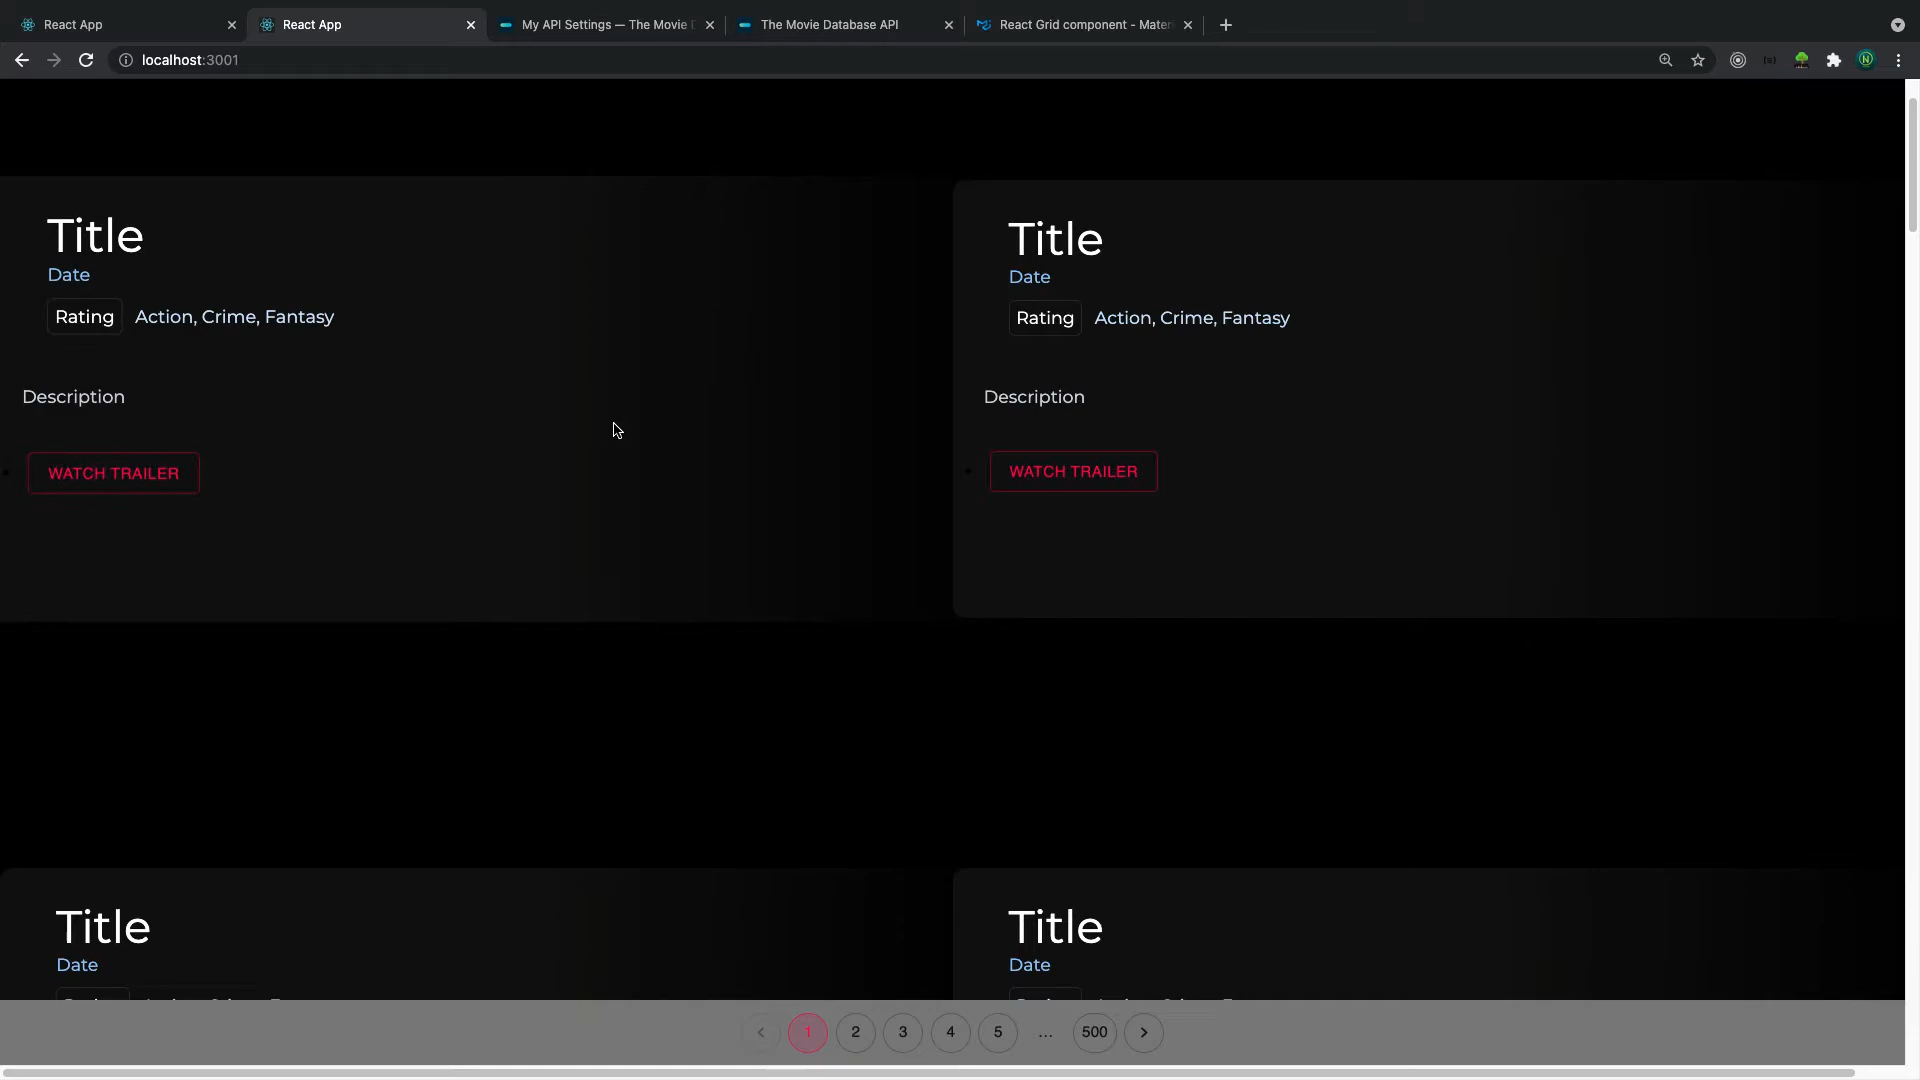 React App
React App
My API Settings — The Movie D
The Movie Database API
React Grid component - Mater
localhost:3001
Title
Date
Rating
Action, Crime, Fantasy
Description
WATCH TRAILER
Title
Date
Rating
Action, Crime, Fantasy
Description
WATCH TRAILER
Title
Date
Title
Date
1
2
3
4
5
...
500